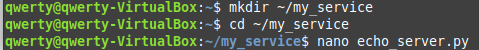 qwerty@qwerty-VirtualBox:~$ mkdir ~/my_service
qwerty@qwerty-VirtualBox:~$ cd ~/my_service
qwerty@qwerty-VirtualBox:~/my_service$ nano echo_server.py